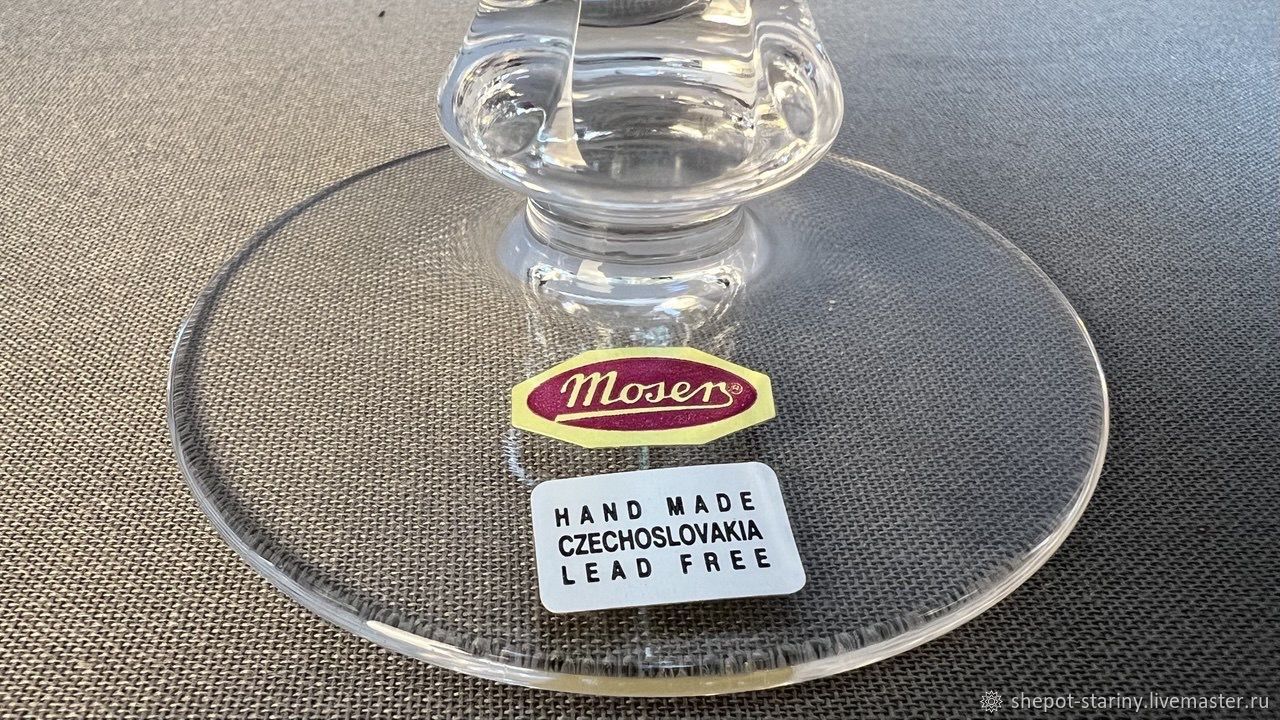 Moser®
HAND MADE
CZECHOSLOVAKIA
LEAD FREE
shepot-stariny.livemaster.ru